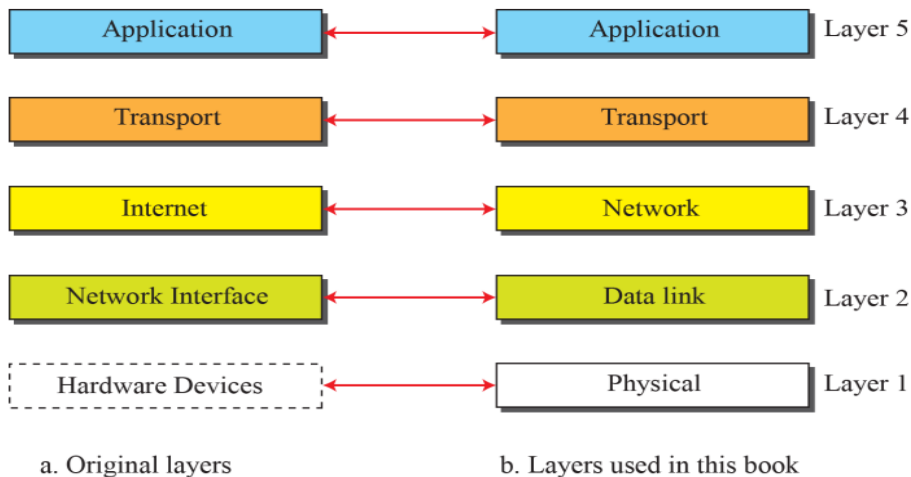 Application Application Layer 5
Transport Transport Layer 4
Internet Network Layer 3
Network Interface Data link Layer 2
Hardware Devices Physical Layer 1
a. Original layers b. Layers used in this book